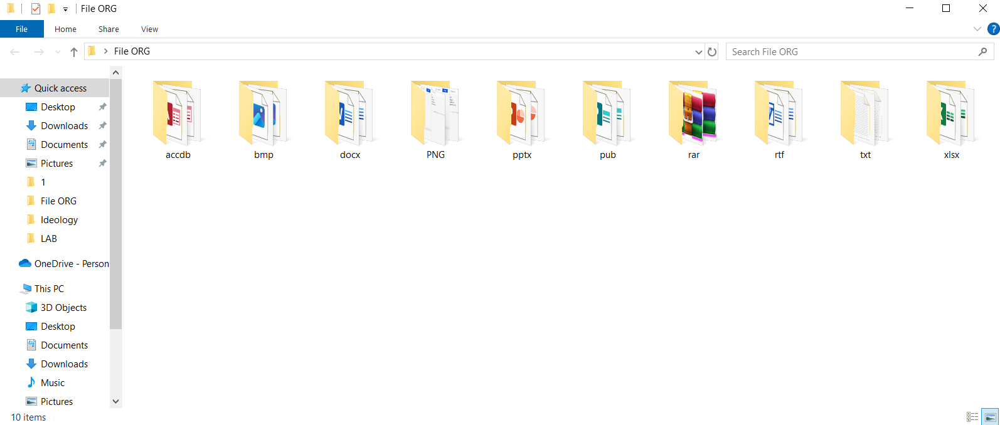 File ORG
File Home Share View
File ORG
Search File ORG
Quick access
Desktop
Downloads
Documents
Pictures
1
File ORG
Ideology
LAB
OneDrive - Person
This PC
3D Objects
Desktop
Documents
Downloads
Music
Pictures
accdb bmp docx PNG pptx pub rar rtf txt xlsx
10 items